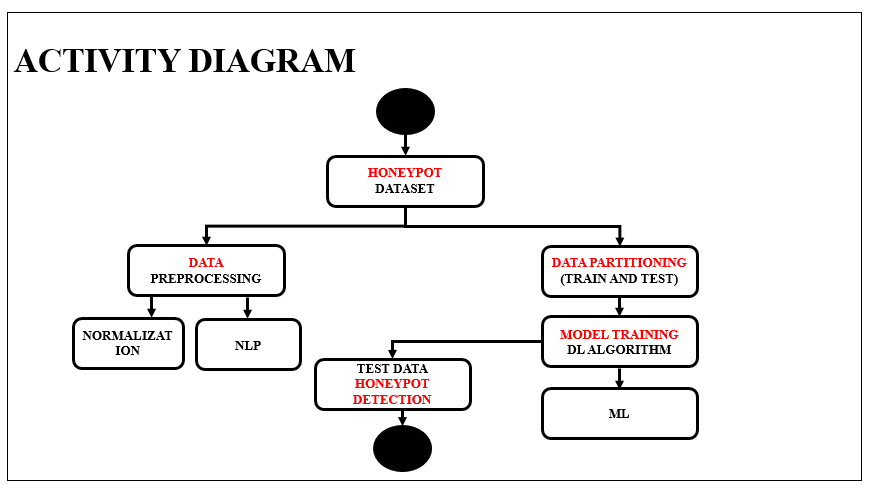 ACTIVITY DIAGRAM
HONEYPOT
DATASET
DATA
PREPROCESSING
DATA PARTITIONING
(TRAIN AND TEST)
NORMALIZAT
ION
NLP
MODEL TRAINING
DL ALGORITHM
TEST DATA
HONEYPOT
DETECTION
ML